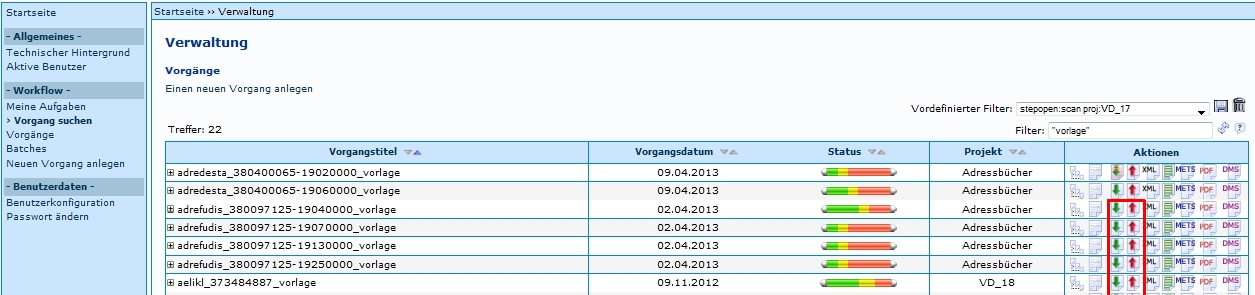 Startseite
- Allgemeines -
Technischer Hintergrund
Aktive Benutzer
- Workflow -
Meine Aufgaben
› Vorgang suchen
Vorgänge
Batches
Neuen Vorgang anlegen
- Benutzerdaten -
Benutzerkonfiguration
Passwort ändern
Startseite ›› Verwaltung
Verwaltung
Vorgänge
Einen neuen Vorgang anlegen
Vordefinierter Filter: stepopen:scan proj:VD_17
Treffer: 22 Filter: "vorlage"
Vorgangstitel Vorgangsdatum Status Projekt Aktionen
adredesta_380400065-19020000_vorlage 09.04.2013 Adressbücher XML METS PDF DMS
adredesta_380400065-19060000_vorlage 09.04.2013 Adressbücher XML METS PDF DMS
adrefudis_380097125-19040000_vorlage 02.04.2013 Adressbücher XML METS PDF DMS
adrefudis_380097125-19070000_vorlage 02.04.2013 Adressbücher XML METS PDF DMS
adrefudis_380097125-19130000_vorlage 02.04.2013 Adressbücher XML METS PDF DMS
adrefudis_380097125-19250000_vorlage 02.04.2013 Adressbücher XML METS PDF DMS
aelikl_373484887_vorlage 09.11.2012 VD_18 XML METS PDF DMS